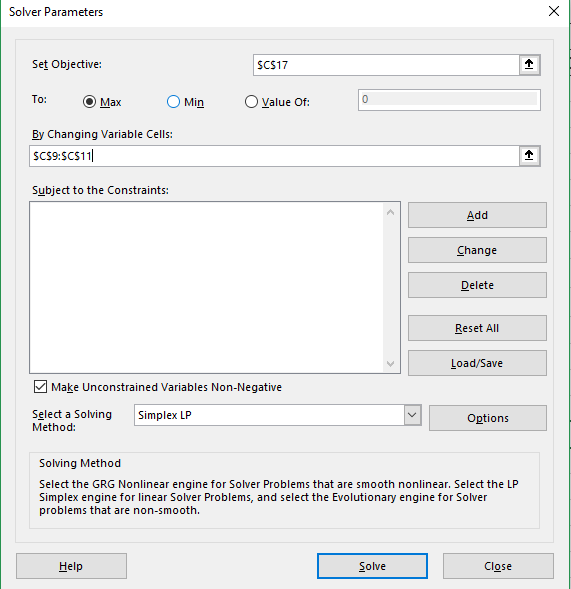 Solver Parameters
Set Objective:
$C$17
To:
Max
Min
Value Of:
0
By Changing Variable Cells:
$C$9:$C$11
Subject to the Constraints:
Add
Change
Delete
Reset All
Load/Save
Make Unconstrained Variables Non-Negative
Select a Solving
Method:
Simplex LP
Options
Solving Method
Select the GRG Nonlinear engine for Solver Problems that are smooth nonlinear. Select the LP
Simplex engine for linear Solver Problems, and select the Evolutionary engine for Solver
problems that are non-smooth.
Help
Solve
Close